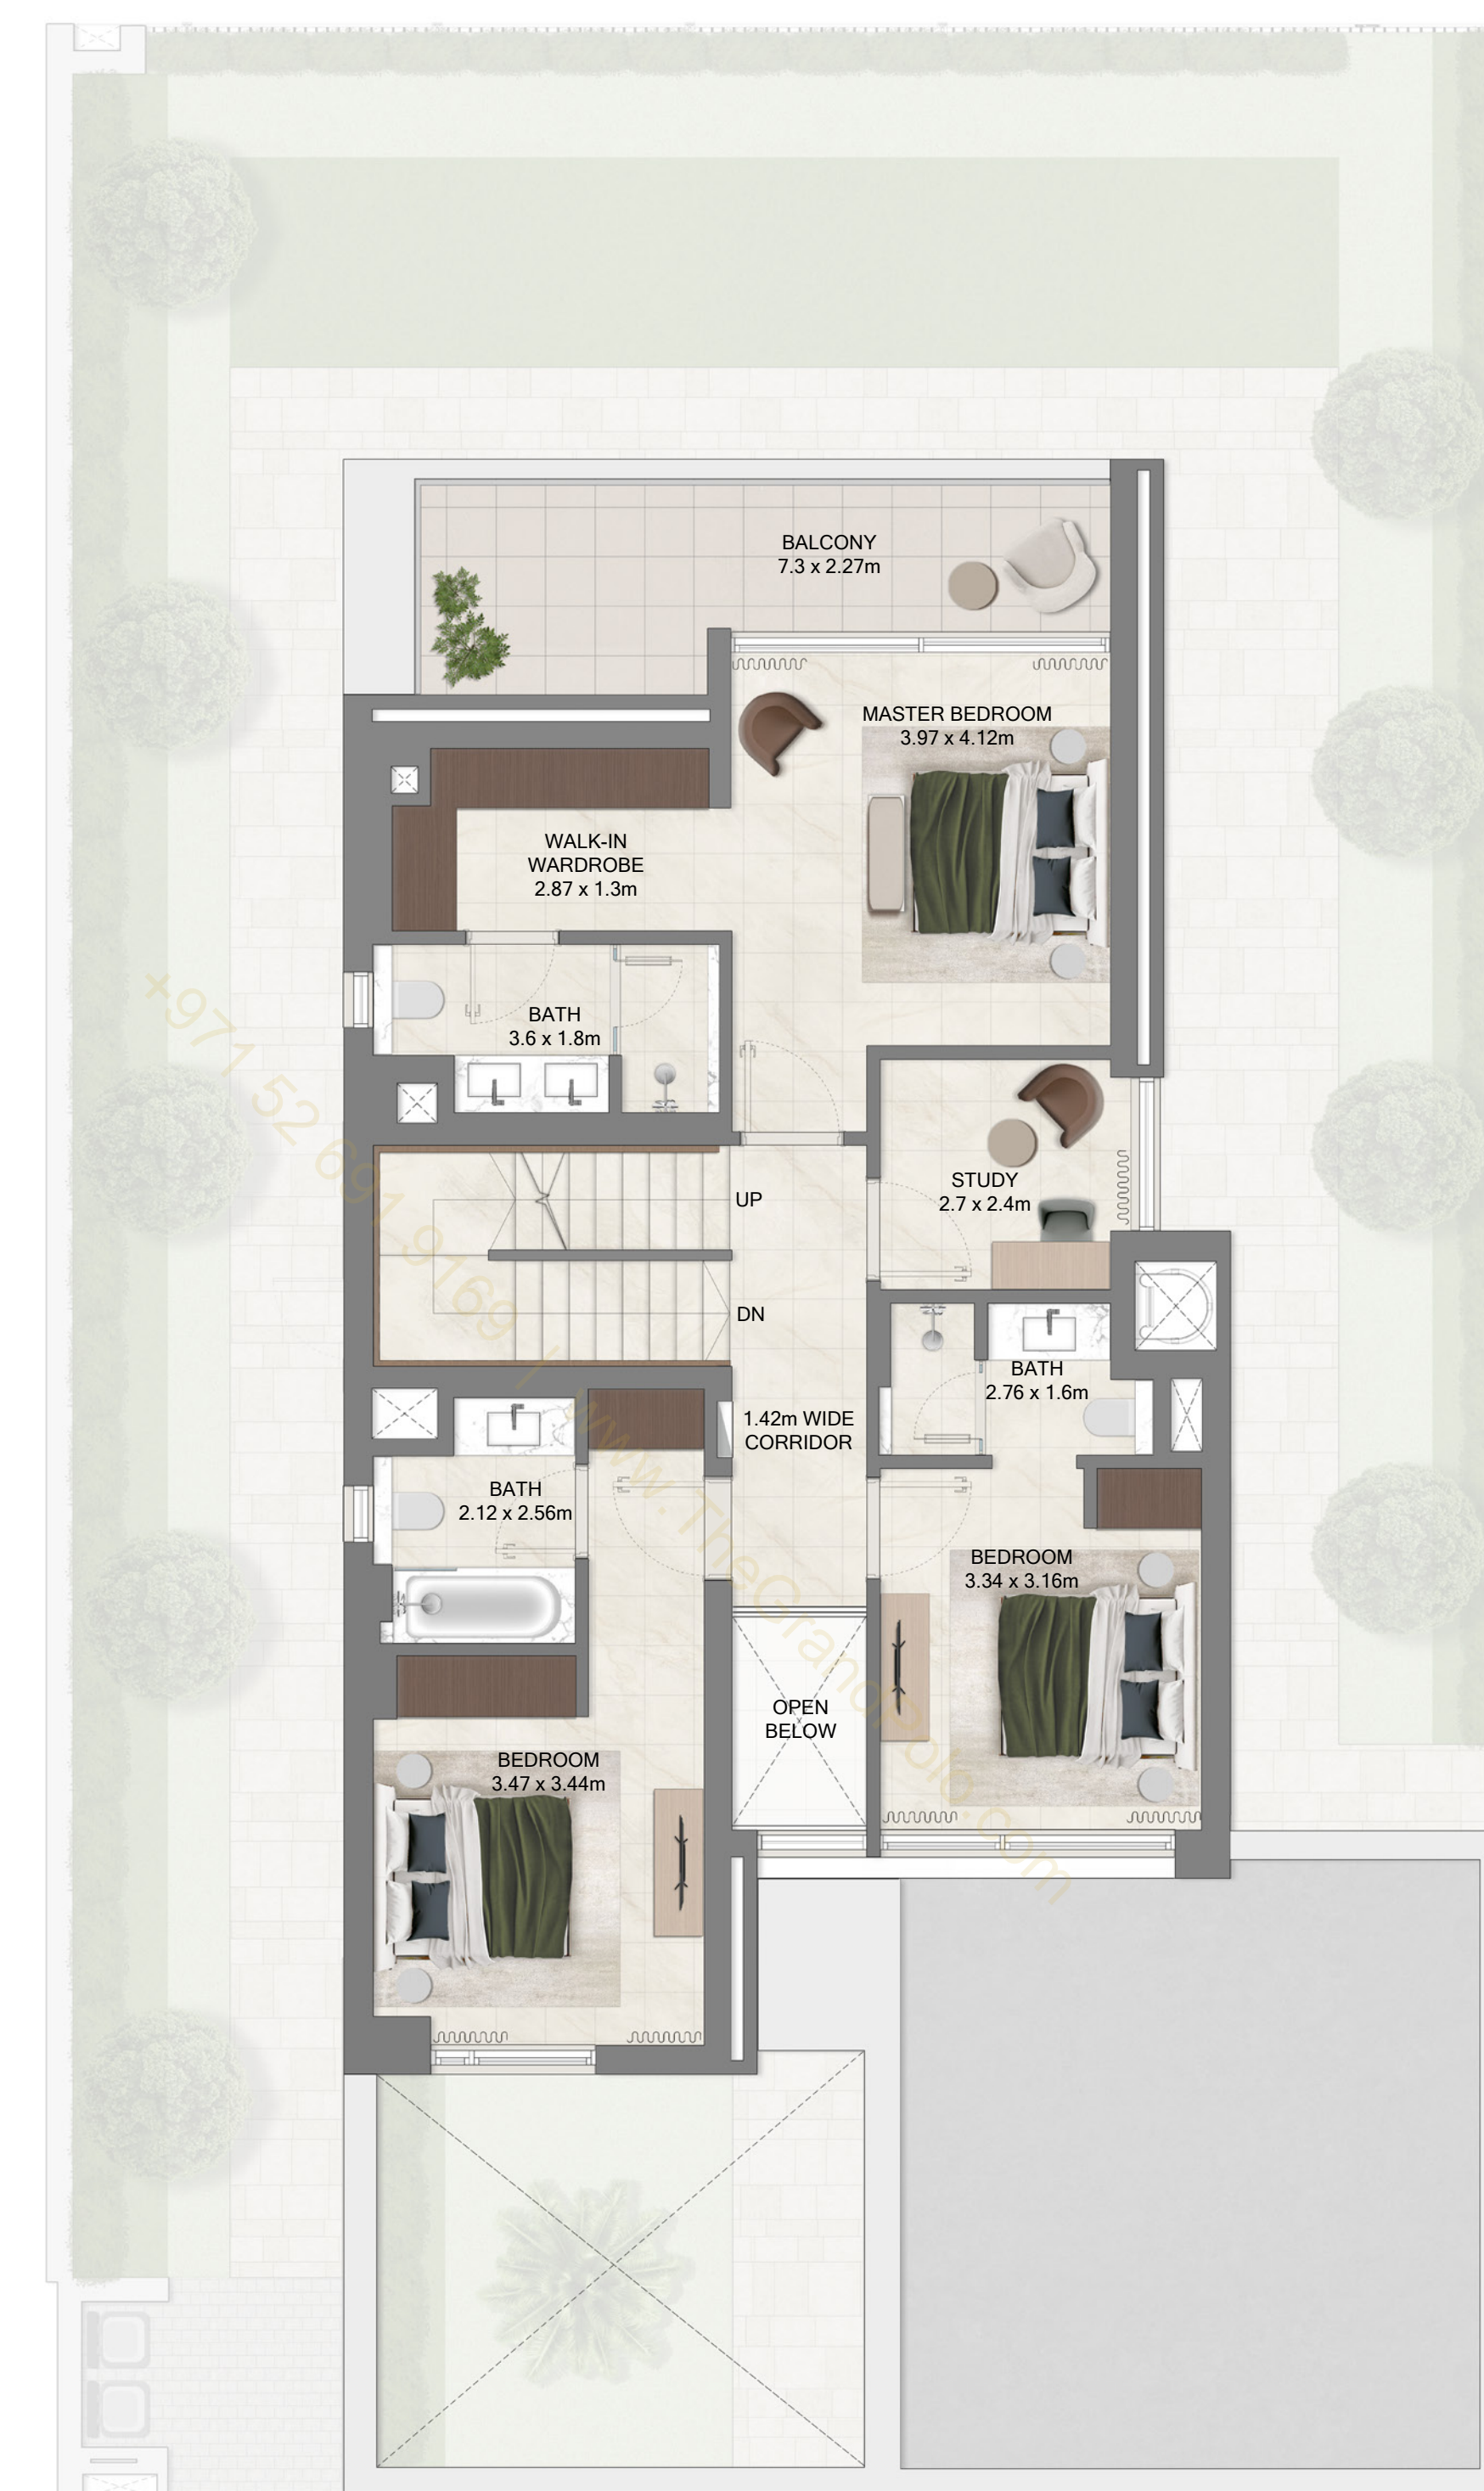 BALCONY
7.3 x 2.27m
MASTER BEDROOM
3.97 x 4.12m
WALK-IN
WARDROBE
2.87 x 1.3m
BATH
3.6 x 1.8m
STUDY
2.7 x 2.4m
UP
DN
BATH
2.76 x 1.6m
1.42m WIDE
CORRIDOR
BATH
2.12 x 2.56m
BEDROOM
3.34 x 3.16m
OPEN
BELOW
BEDROOM
3.47 x 3.44m
+971 52 691 9169 / www.TheGrandPolo.com